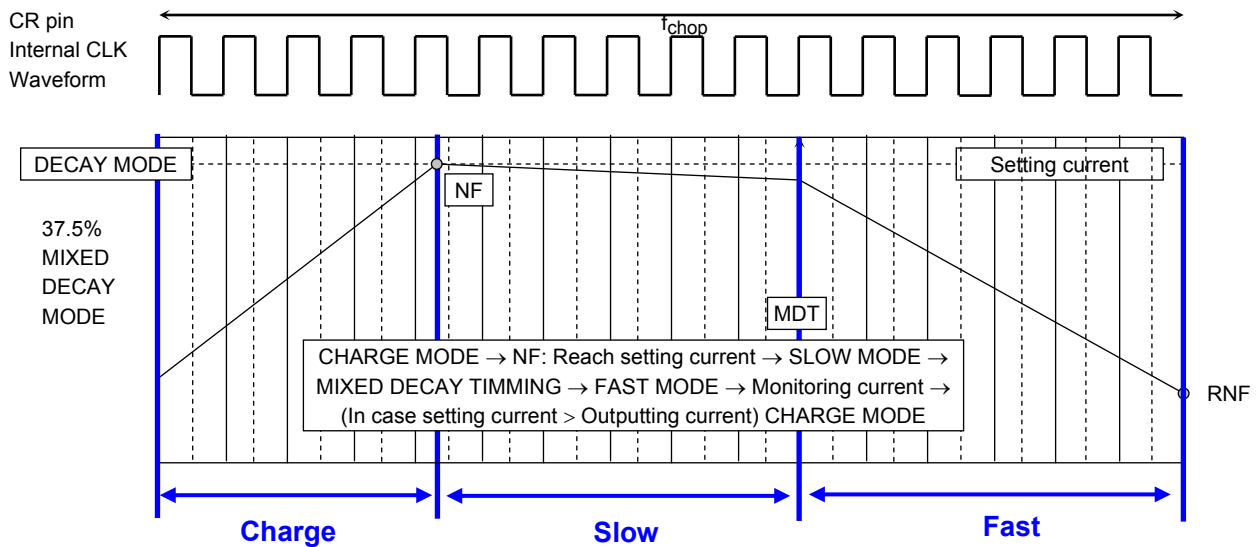 CR pin
Internal CLK
Waveform
fchop
DECAY MODE
Setting current
NF
37.5%
MIXED
DECAY
MODE
MDT
CHARGE MODE → NF: Reach setting current → SLOW MODE →
MIXED DECAY TIMMING → FAST MODE → Monitoring current →
(In case setting current > Outputting current) CHARGE MODE
RNF
Charge
Slow
Fast